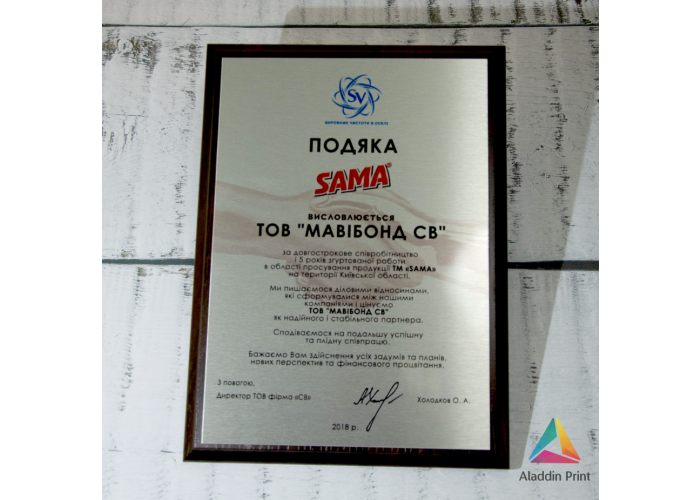 SV
ВИРОБНИК ЧИСТОТИ В ОСЕЛІ
ПОДЯКА
SAMA®
ВИСЛОВЛЮЄТЬСЯ
ТОВ "МАВІБОНД СВ"
за довгострокове співробітництво
і 5 років згуртованої роботи
в області просування продукції ТМ «SAMA»
на території Київської області.
Ми пишаємося діловими відносинами,
які сформувалися між нашими
компаніями і цінуємо
ТОВ "МАВІБОНД СВ"
як надійного і стабільного партнера.
Сподіваємося на подальшу успішну
та плідну співпрацю.
Бажаємо Вам здійснення усіх задумів та планів,
нових перспектив та фінансового процвітання.
З повагою,
Директор ТОВ фірма «СВ»
Холодков О. А.
2018 р.
Aladdin Print